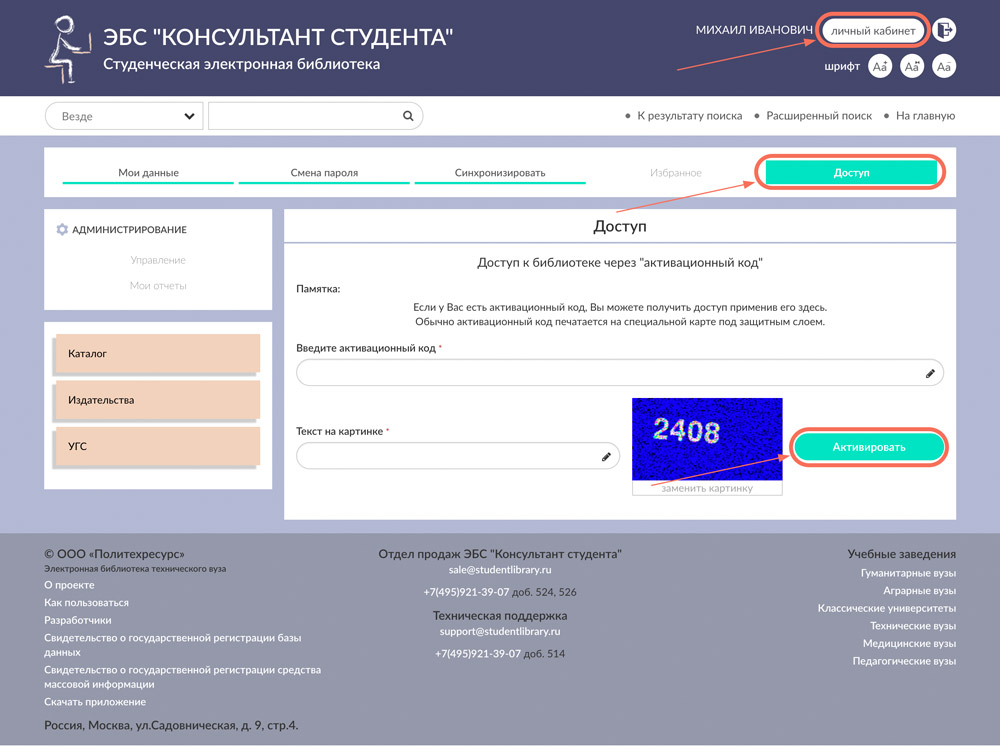 ЭБС "КОНСУЛЬТАНТ СТУДЕНТА"
Студенческая электронная библиотека
МИХАИЛ ИВАНОВИЧ
личный кабинет
шрифт
Аа+
Аа++
Аа-
Везде
К результату поиска
Расширенный поиск
На главную
Мои данные
Смена пароля
Синхронизировать
Избранное
Доступ
АДМИНИСТРИРОВАНИЕ
Управление
Мои отчеты
Каталог
Издательства
УГС
Доступ
Доступ к библиотеке через "активационный код"
Памятка:
Если у Вас есть активационный код, Вы можете получить доступ применив его здесь.
Обычно активационный код печатается на специальной карте под защитным слоем.
Введите активационный код *
Текст на картинке *
2408
заменить картинку
Активировать
© ООО «Политехресурс»
Электронная библиотека технического вуза
О проекте
Как пользоваться
Разработчики
Свидетельство о государственной регистрации базы
данных
Свидетельство о государственной регистрации средства
массовой информации
Скачать приложение
Россия, Москва, ул.Садовническая, д. 9, стр.4.
Отдел продаж ЭБС "Консультант студента"
sale@studentlibrary.ru
+7(495)921-39-07 доб. 524, 526
Техническая поддержка
support@studentlibrary.ru
+7(495)921-39-07 доб. 514
Учебные заведения
Гуманитарные вузы
Аграрные вузы
Классические университеты
Технические вузы
Медицинские вузы
Педагогические вузы